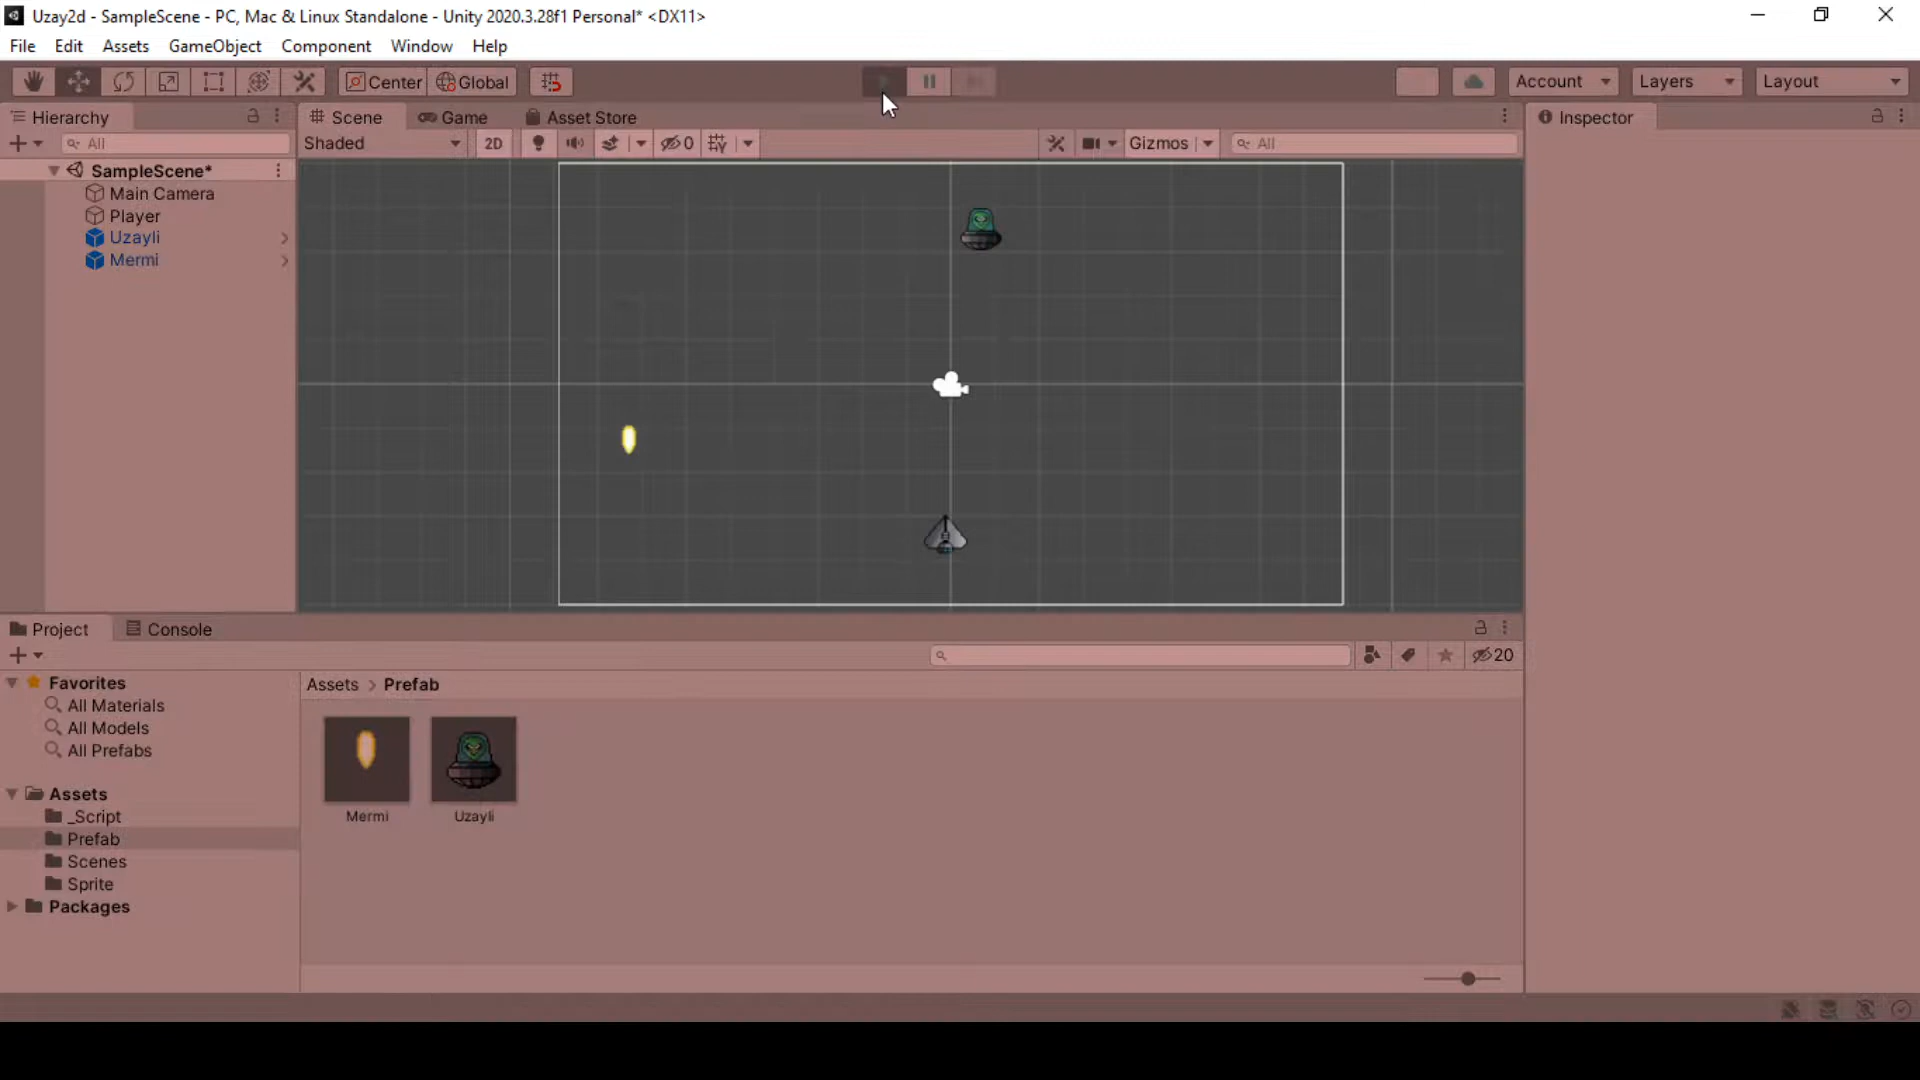 Uzay2d - SampleScene - PC, Mac & Linux Standalone - Unity 2020.3.28f1 Personal* <DX11>
File Edit Assets GameObject Component Window Help
Center Global Account Layers Layout
Hierarchy Scene Game Asset Store Inspector
All Shaded 2D 0 Gizmos All
SampleScene*
Main Camera
Player
Uzayli
Mermi
Project Console
20
Favorites
Assets > Prefab
All Materials
All Models
All Prefabs
Assets
_Script
Mermi Uzayli
Prefab
Scenes
Sprite
Packages